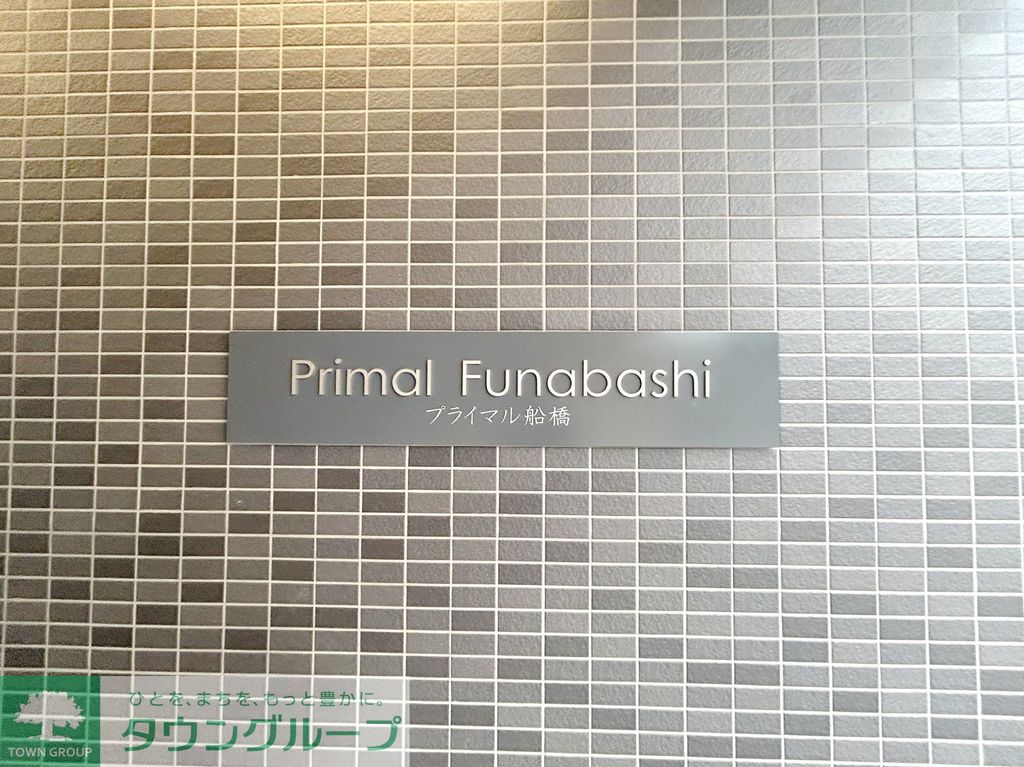 Primal Funabashi
プライマル船橋
ひとを、まちを、もっと豊かに。
タウングループ
TOWN GROUP